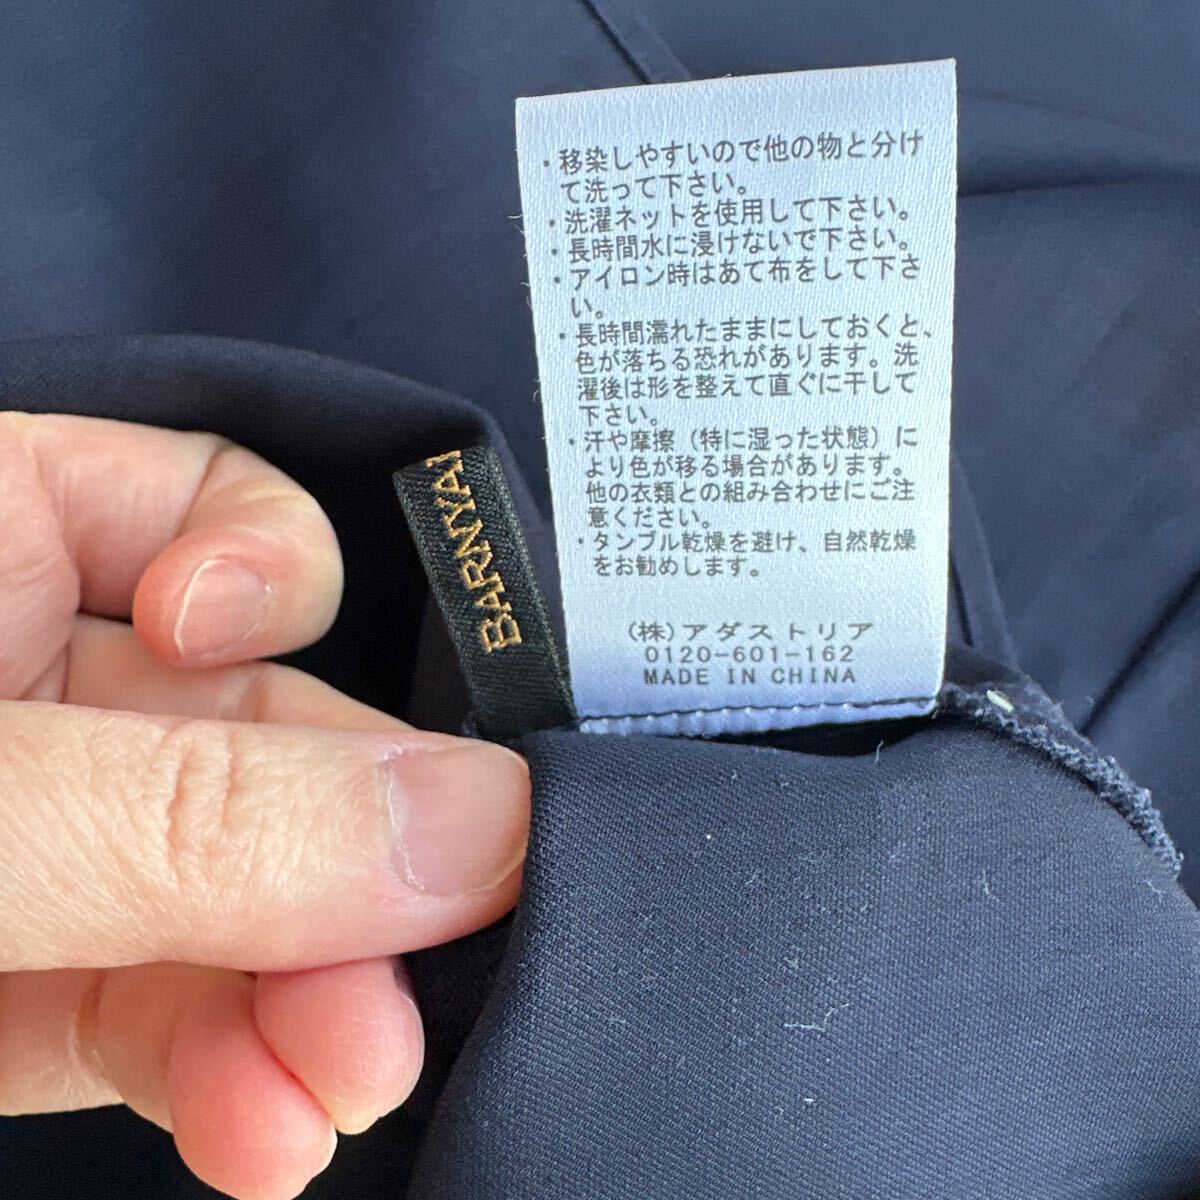 ・移染しやすいので他の物と分け
て洗って下さい。
・洗濯ネットを使用して下さい。
・長時間水に浸けないで下さい。
・アイロン時はあて布をして下さ
い。
・長時間濡れたままにしておくと、
色が落ちる恐れがあります。洗
濯後は形を整えて直ぐに干して
下さい。
・汗や摩擦（特に湿った状態）に
より色が移る場合があります。
他の衣類との組み合わせにご注
意ください。
・タンブル乾燥を避け、自然乾燥
をお勧めします。
(株)アダストリア
0120-601-162
MADE IN CHINA
BARNYA